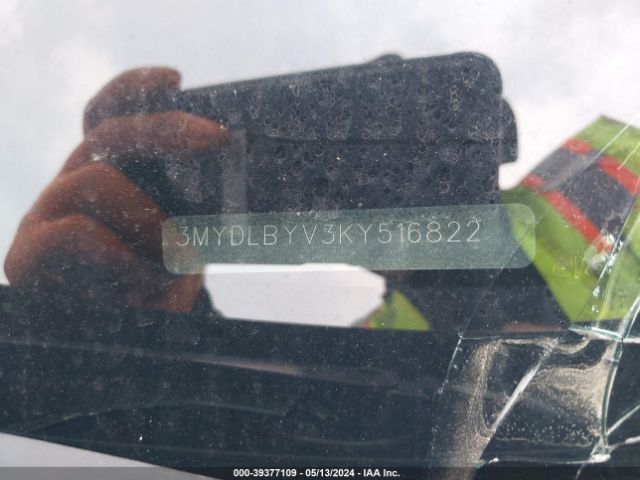 3MYDLBYV3KY516822
000-39377109 - 05/13/2024 - IAA Inc.